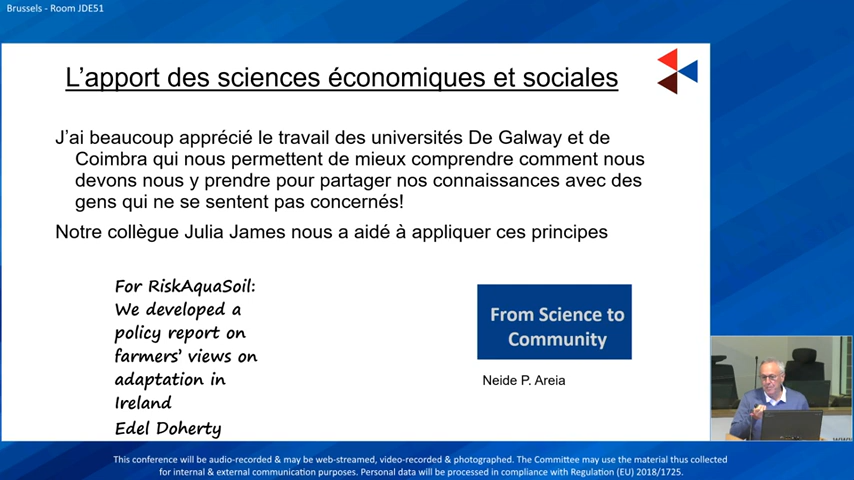 Brussels - Room JDE51
L'apport des sciences économiques et sociales
J'ai beaucoup apprécié le travail des universités De Galway et de
Coimbra qui nous permettent de mieux comprendre comment nous
devons nous y prendre pour partager nos connaissances avec des
gens qui ne se sentent pas concernés!
Notre collègue Julia James nous a aidé à appliquer ces principes
For RiskAquaSoil:
We developed a
policy report on
farmers' views on
adaptation in
Ireland
Edel Doherty
From Science to
Community
Neide P. Areia
This conference will be audio-recorded & may be web-streamed, video-recorded & photographed. The Committee may use the material thus collected
for internal & external communication purposes. Personal data will be processed in compliance with Regulation (EU) 2018/1725.